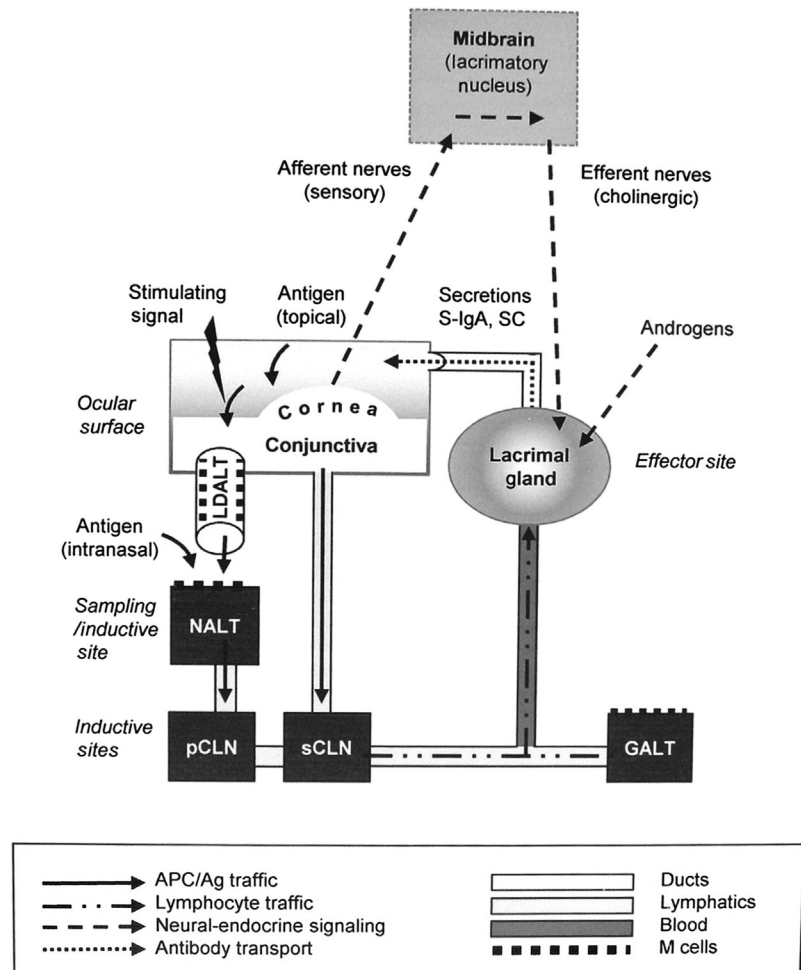 Midbrain
(lacrimatory
nucleus)
Afferent nerves
(sensory)
Efferent nerves
(cholinergic)
Stimulating
signal
Antigen
(topical)
Secretions
S-IgA, SC
Androgens
Ocular
surface
Cornea
Conjunctiva
Lacrimal
gland
Effector site
LDALT
Antigen
(intranasal)
Sampling
/inductive
site
NALT
Inductive
sites
pCLN
sCLN
GALT
APC/Ag traffic
Lymphocyte traffic
Neural-endocrine signaling
Antibody transport
Ducts
Lymphatics
Blood
M cells